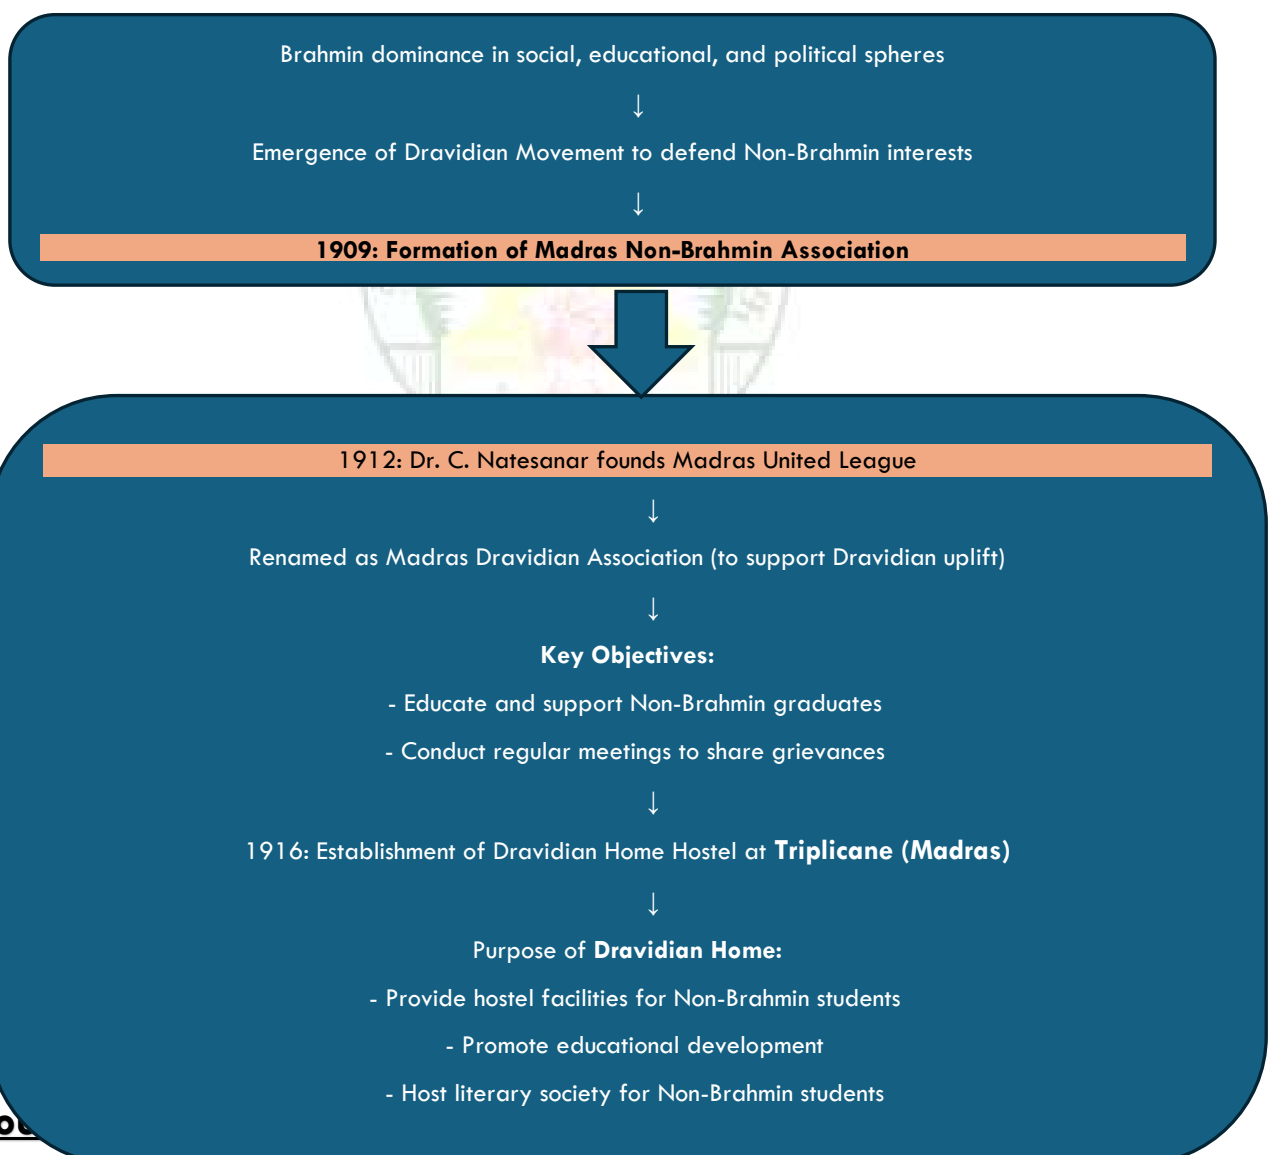 Brahmin dominance in social, educational, and political spheres
↓
Emergence of Dravidian Movement to defend Non-Brahmin interests
↓
1909: Formation of Madras Non-Brahmin Association
1912: Dr. C. Natesanar founds Madras United League
↓
Renamed as Madras Dravidian Association (to support Dravidian uplift)
↓
Key Objectives:
- Educate and support Non-Brahmin graduates
- Conduct regular meetings to share grievances
↓
1916: Establishment of Dravidian Home Hostel at Triplicane (Madras)
↓
Purpose of Dravidian Home:
- Provide hostel facilities for Non-Brahmin students
- Promote educational development
- Host literary society for Non-Brahmin students